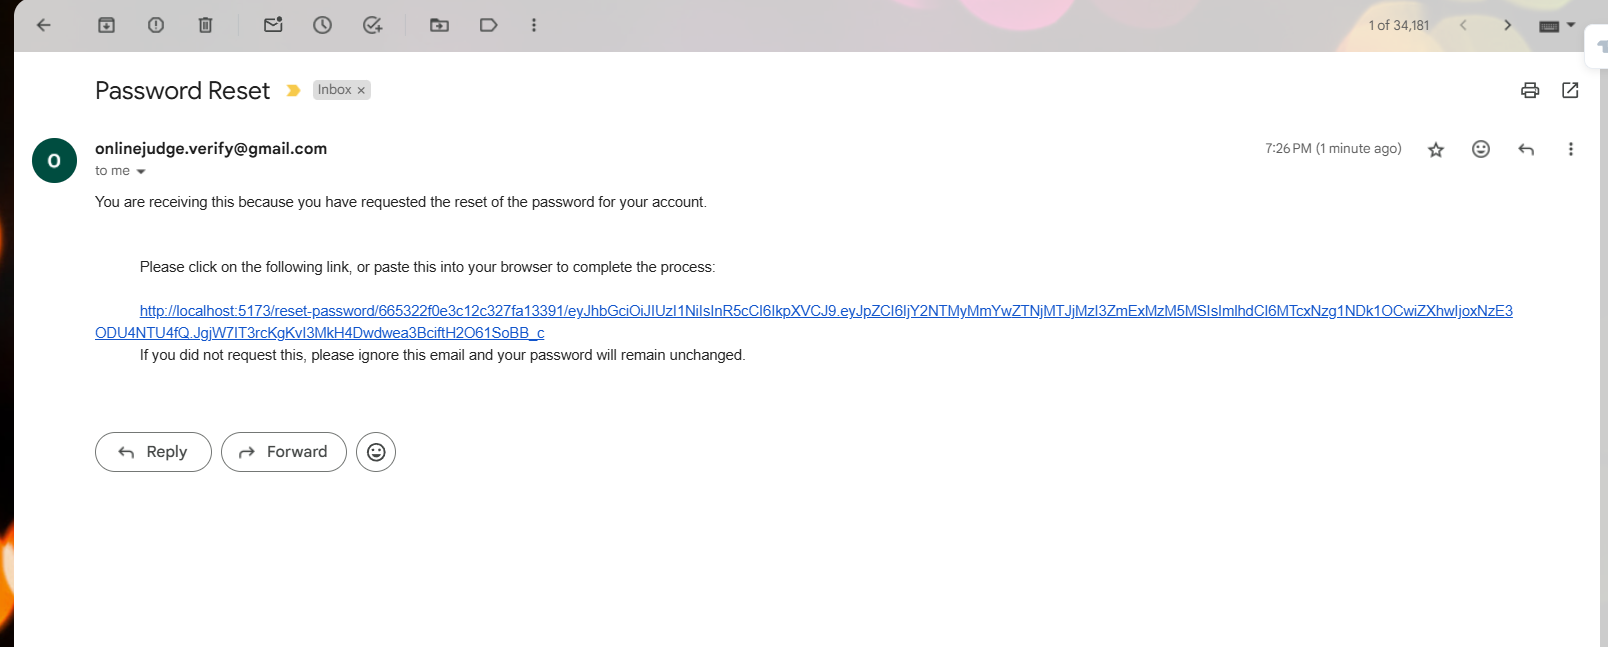 1 of 34,181
Password Reset Inbox ×
O
onlinejudge.verify@gmail.com 7:26 PM (1 minute ago)
to me
You are receiving this because you have requested the reset of the password for your account.
Please click on the following link, or paste this into your browser to complete the process:
http://localhost:5173/reset-password/665322f0e3c12c327fa13391/eyJhbGciOiJIUzI1NiIsInR5cCI6IkpXVCJ9.eyJpZCI6IjY2NTMyMmYwZTNjMTJjMzI3ZmExMzM5MSIsImlhdCI6MTcxNzg1NDk1OCwiZXhwIjoxNzE3
ODU4NTU4fQ.JgjW7IT3rcKgKvI3MkH4Dwdwea3BciftH2O61SoBB_c
If you did not request this, please ignore this email and your password will remain unchanged.
Reply Forward